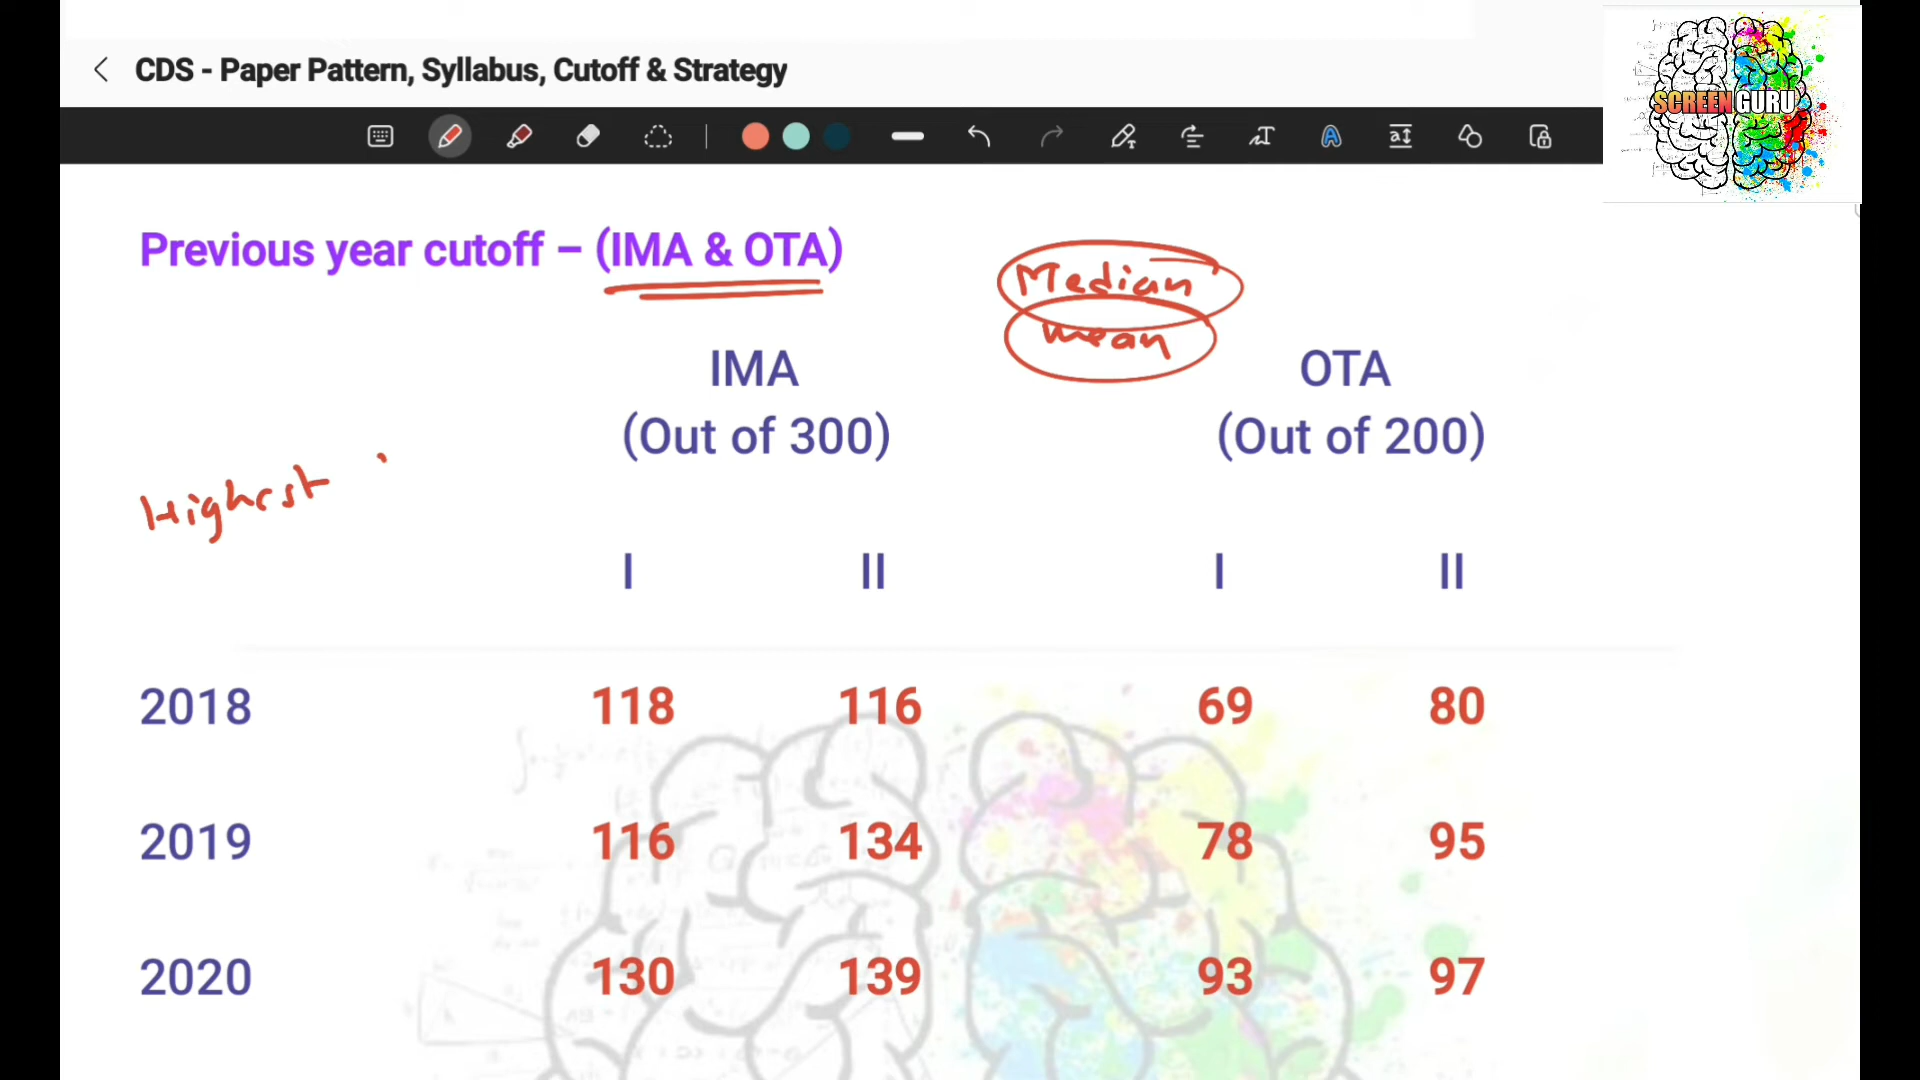 CDS - Paper Pattern, Syllabus, Cutoff & Strategy
SCREEN GURU
Previous year cutoff – (IMA & OTA)
Median
mean
IMA OTA
(Out of 300) (Out of 200)
Highest
I II I II
2018 118 116 69 80
2019 116 134 78 95
2020 130 139 93 97